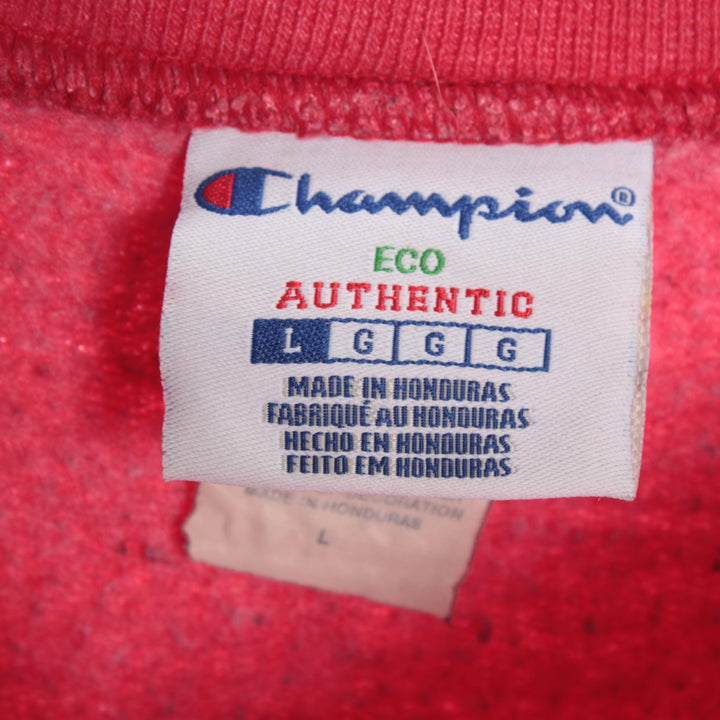 Champion®
ECO
AUTHENTIC
L G G G
MADE IN HONDURAS
FABRIQUÉ AU HONDURAS
HECHO EN HONDURAS
FEITO EM HONDURAS
MADE IN HONDURAS
L